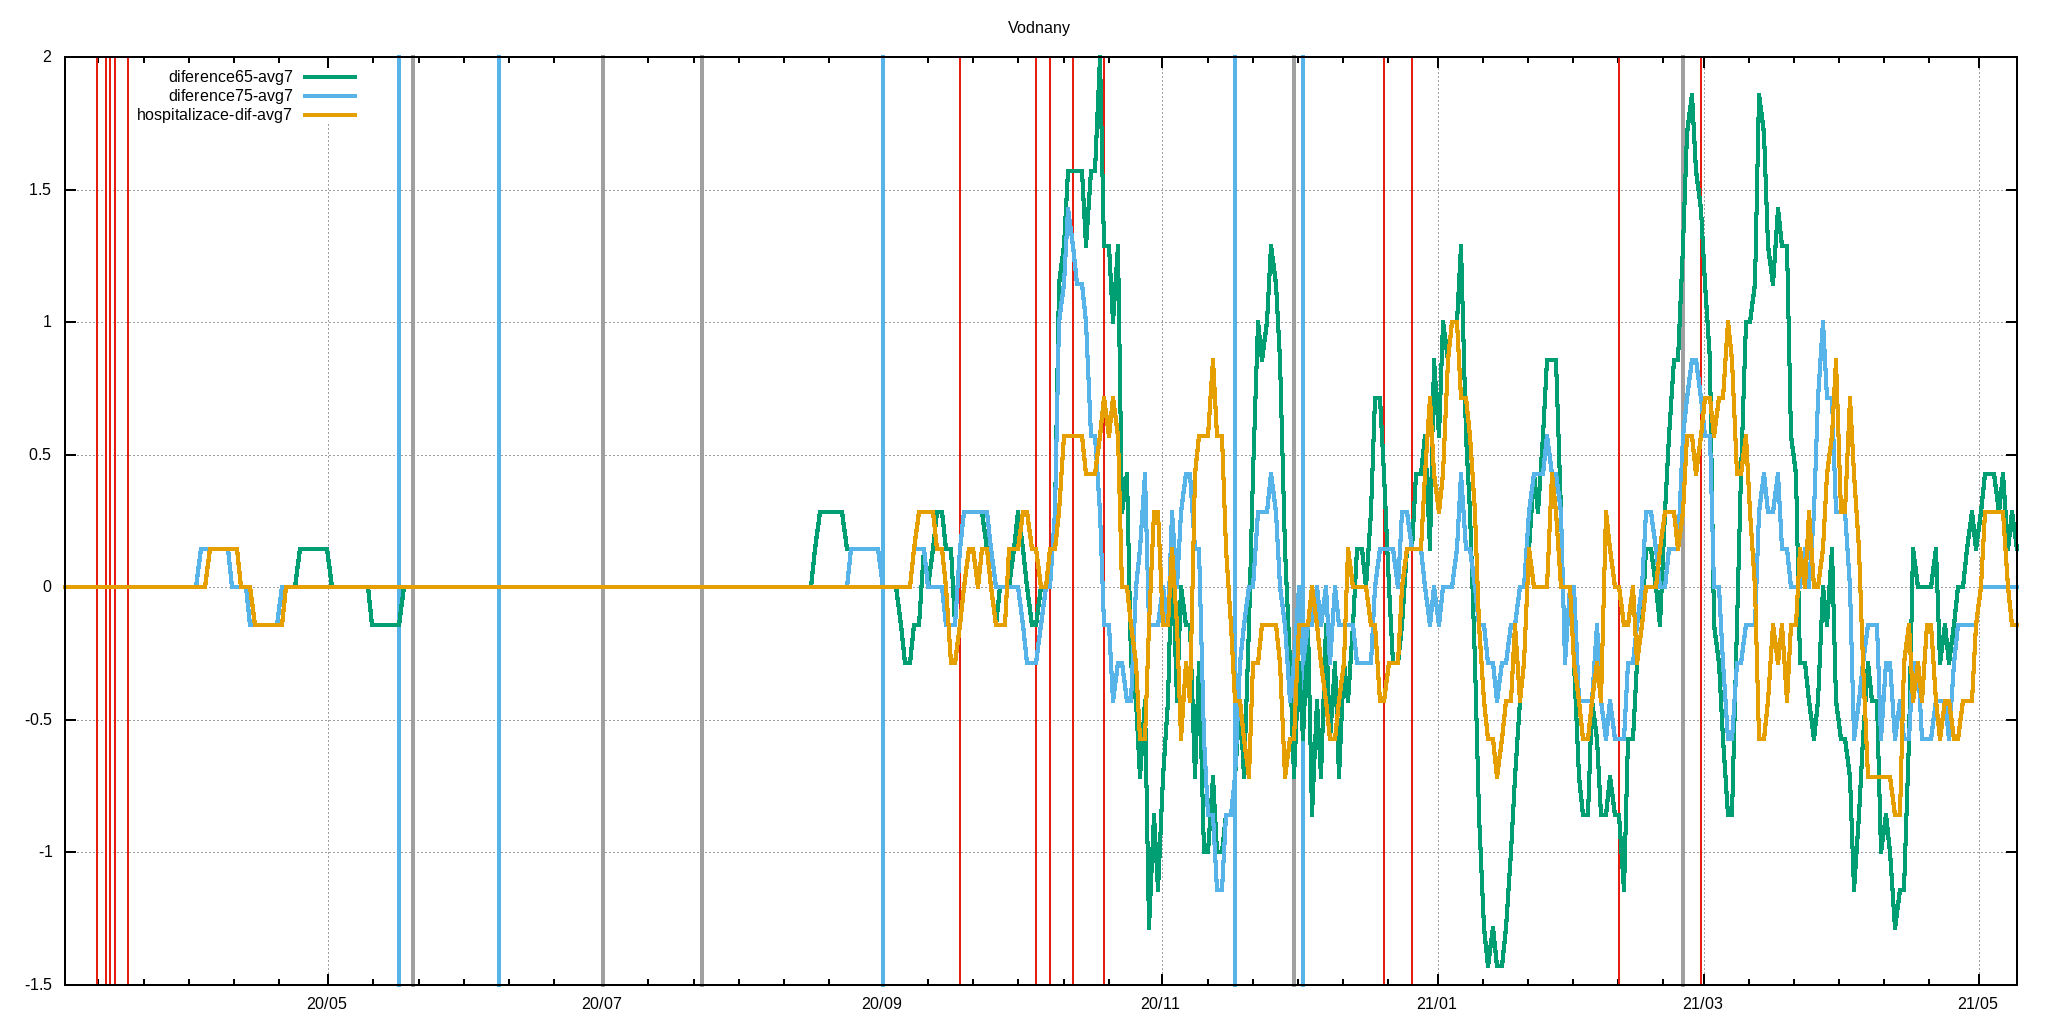 Vodnany
2
diference65-avg7
diference75-avg7
hospitalizace-dif-avg7
1.5
1
0.5
0
-0.5
-1
-1.5
20/05 20/07 20/09 20/11 21/01 21/03 21/05